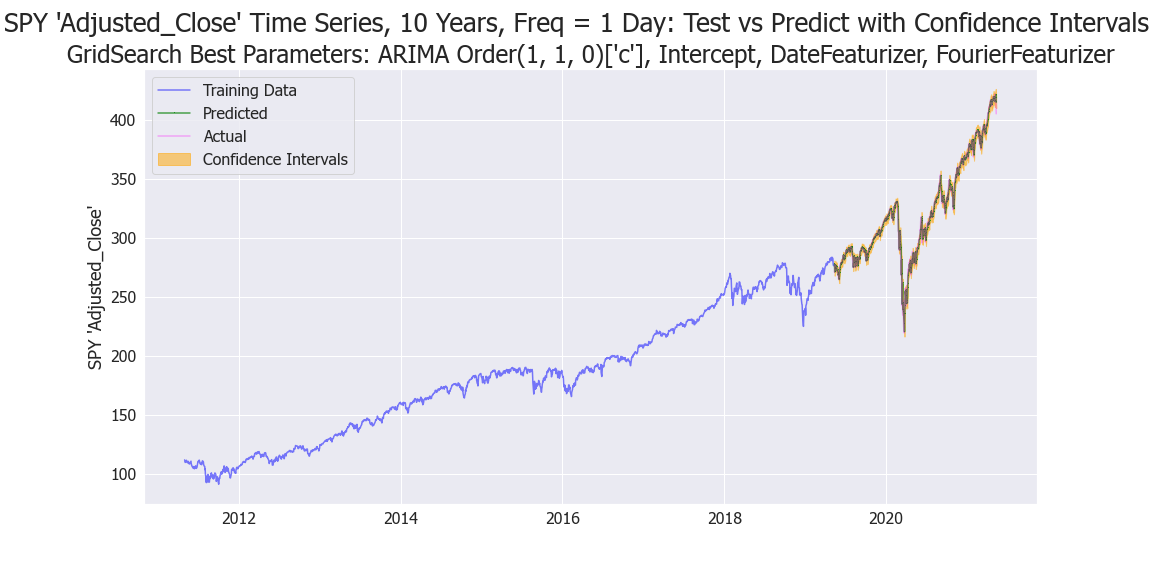 SPY 'Adjusted_Close' Time Series, 10 Years, Freq = 1 Day: Test vs Predict with Confidence Intervals
GridSearch Best Parameters: ARIMA Order(1, 1, 0)['c'], Intercept, DateFeaturizer, FourierFeaturizer
Training Data
Predicted
Actual
Confidence Intervals
SPY 'Adjusted_Close'
400
350
300
250
200
150
100
2012 2014 2016 2018 2020